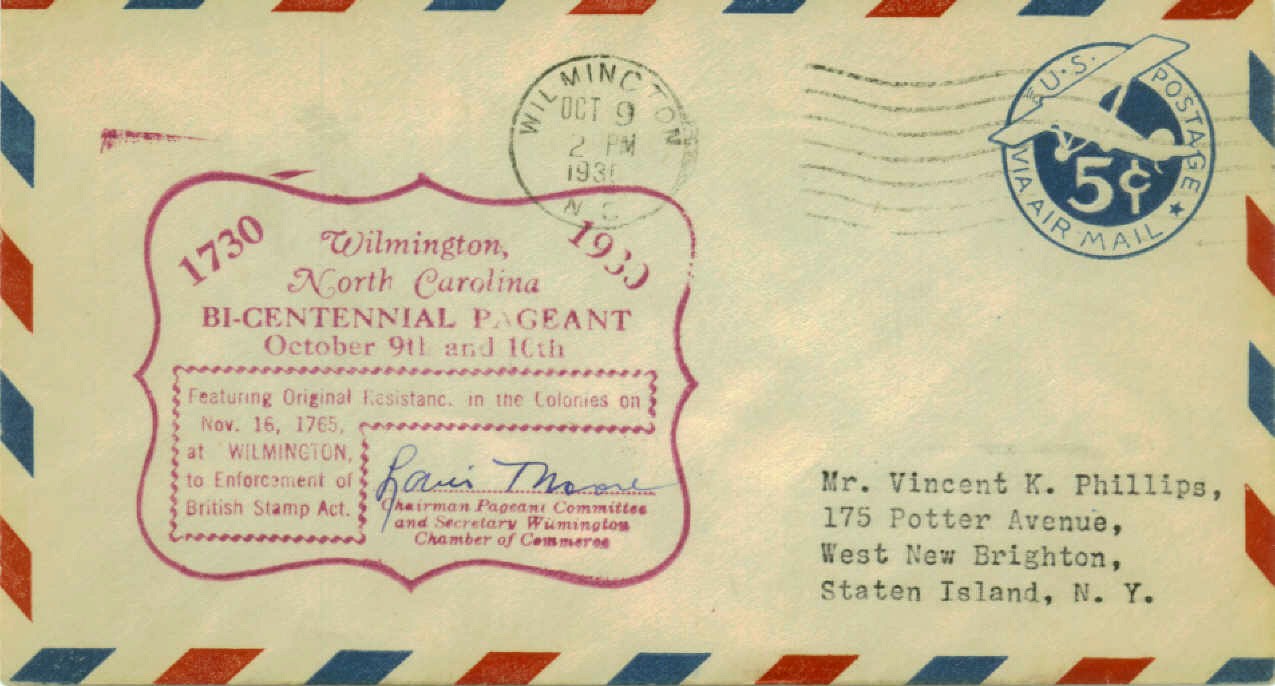 U.S. POSTAGE
VIA AIR MAIL
5¢
WILMINGTON
OCT 9
2 PM
N C
1730
1930
Wilmington,
North Carolina
BI-CENTENNIAL PAGEANT
October 9th and 10th
Featuring Original Resistanc. in the Colonies on
Nov. 16, 1765,
at WILMINGTON,
to Enforcement of
British Stamp Act.
Louis Moore
Chairman Pageant Committee
and Secretary Wilmington
Chamber of Commerce
Mr. Vincent K. Phillips,
175 Potter Avenue,
West New Brighton,
Staten Island, N. Y.